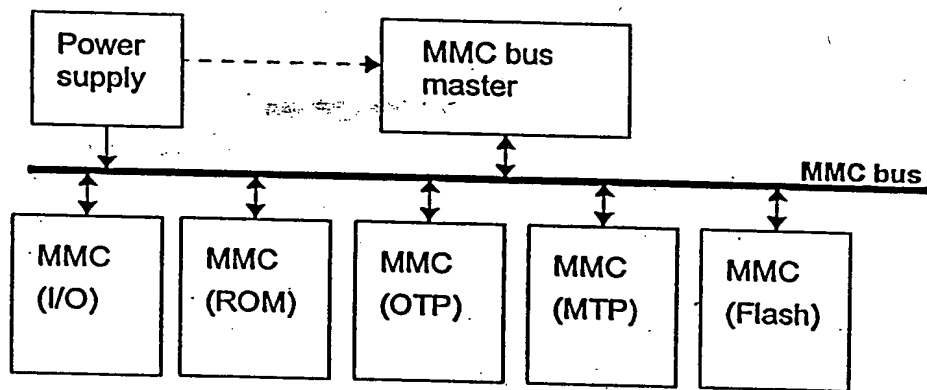 Power
supply
MMC bus
master
MMC bus
MMC
(I/O)
MMC
(ROM)
MMC
(OTP)
MMC
(MTP)
MMC
(Flash)